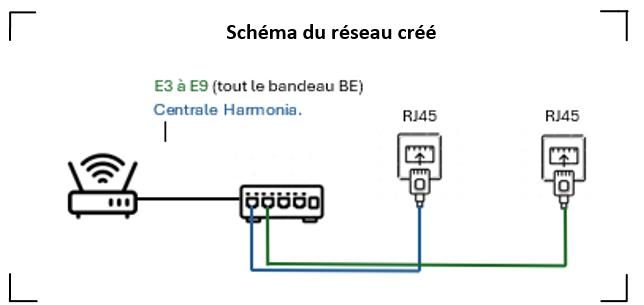 Schéma du réseau créé
E3 à E9 (tout le bandeau BE)
Centrale Harmonia.
RJ45
RJ45